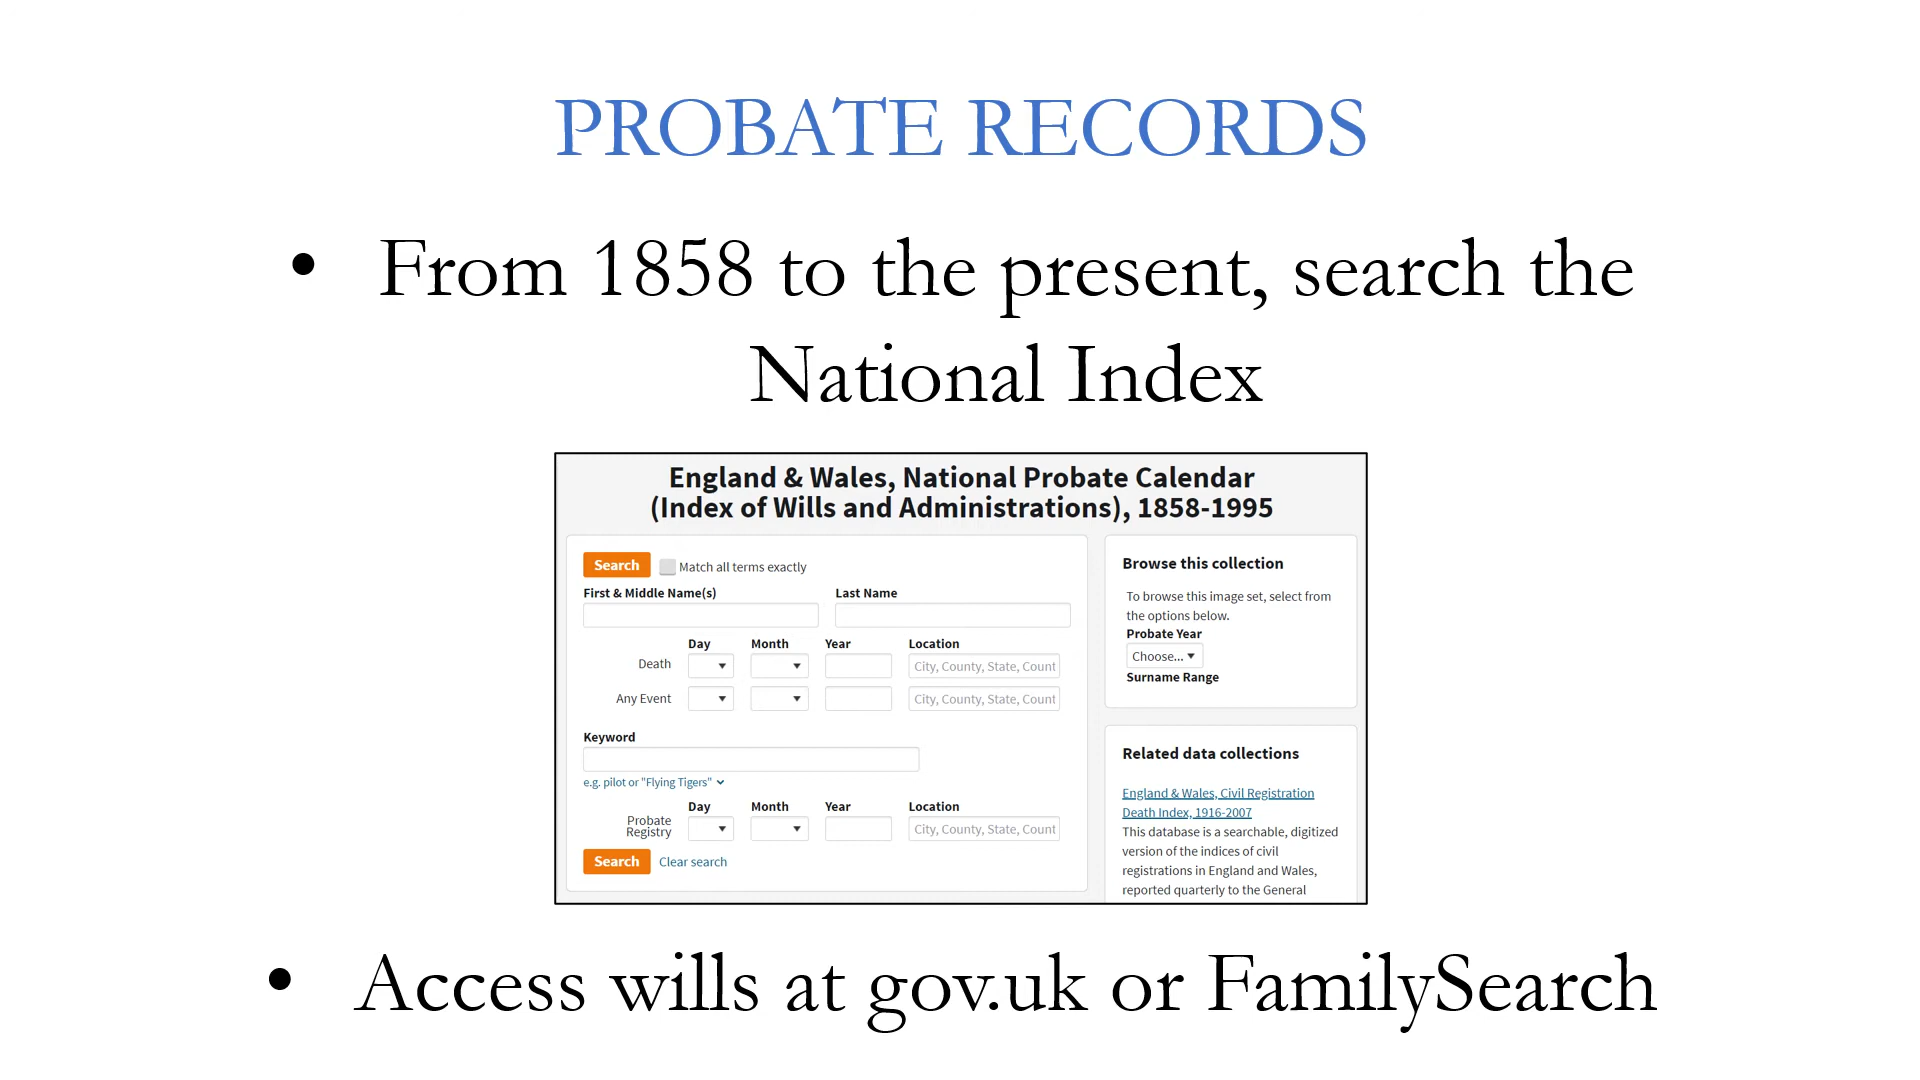 PROBATE RECORDS
• From 1858 to the present, search the
National Index
England & Wales, National Probate Calendar
(Index of Wills and Administrations), 1858-1995
Search Match all terms exactly
First & Middle Name(s) Last Name
Day Month Year Location
Death City, County, State, Count
Any Event City, County, State, Count
Keyword
e.g. pilot or "Flying Tigers"
Day Month Year Location
Probate
Registry City, County, State, Count
Search Clear search
Browse this collection
To browse this image set, select from
the options below.
Probate Year
Choose...
Surname Range
Related data collections
England & Wales, Civil Registration
Death Index, 1916-2007
This database is a searchable, digitized
version of the indices of civil
registrations in England and Wales,
reported quarterly to the General
• Access wills at gov.uk or FamilySearch